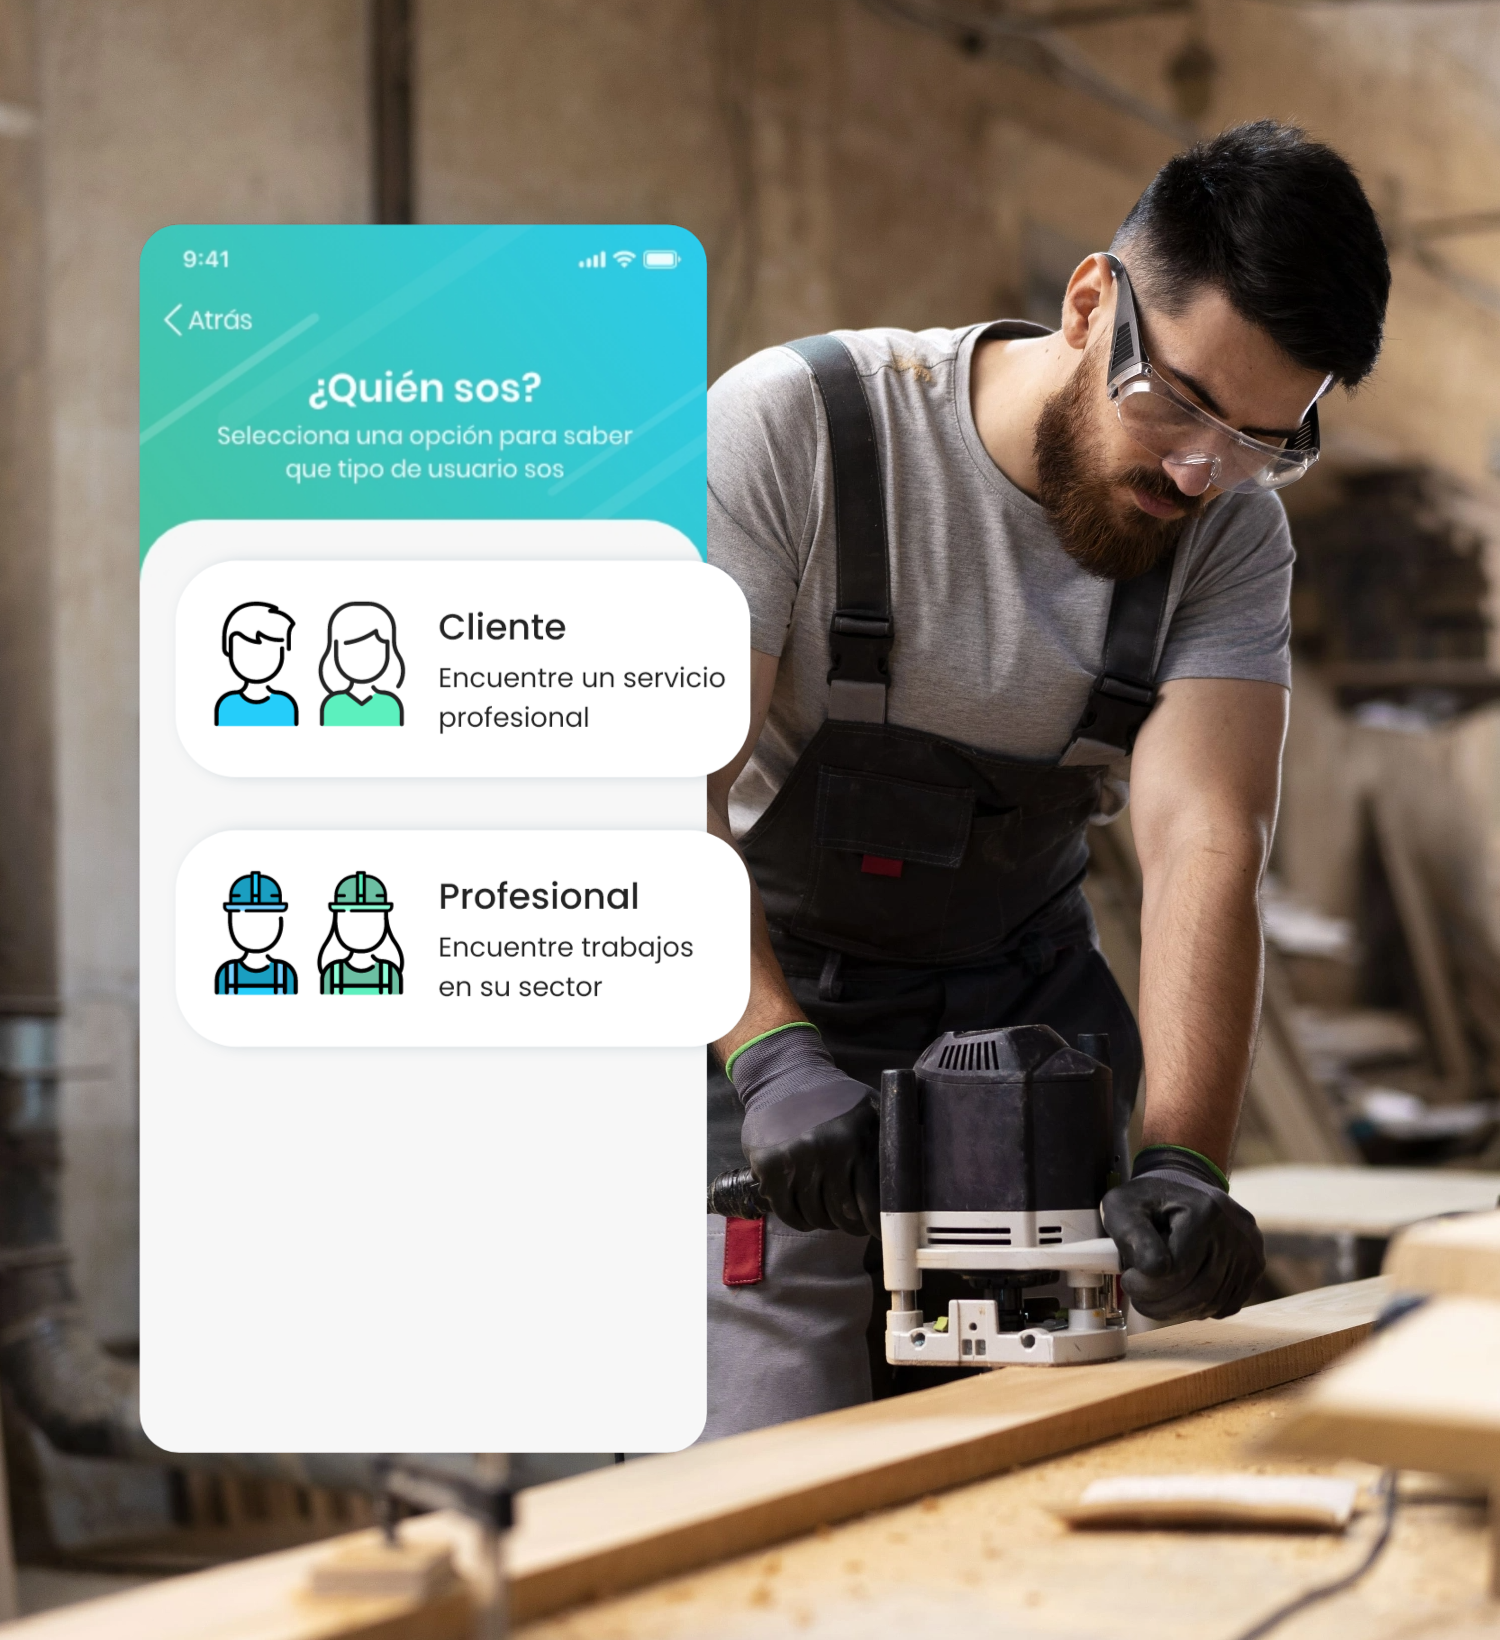 9:41
Atrás
¿Quién sos?
Selecciona una opción para saber
que tipo de usuario sos
Cliente
Encuentre un servicio
profesional
Profesional
Encuentre trabajos
en su sector